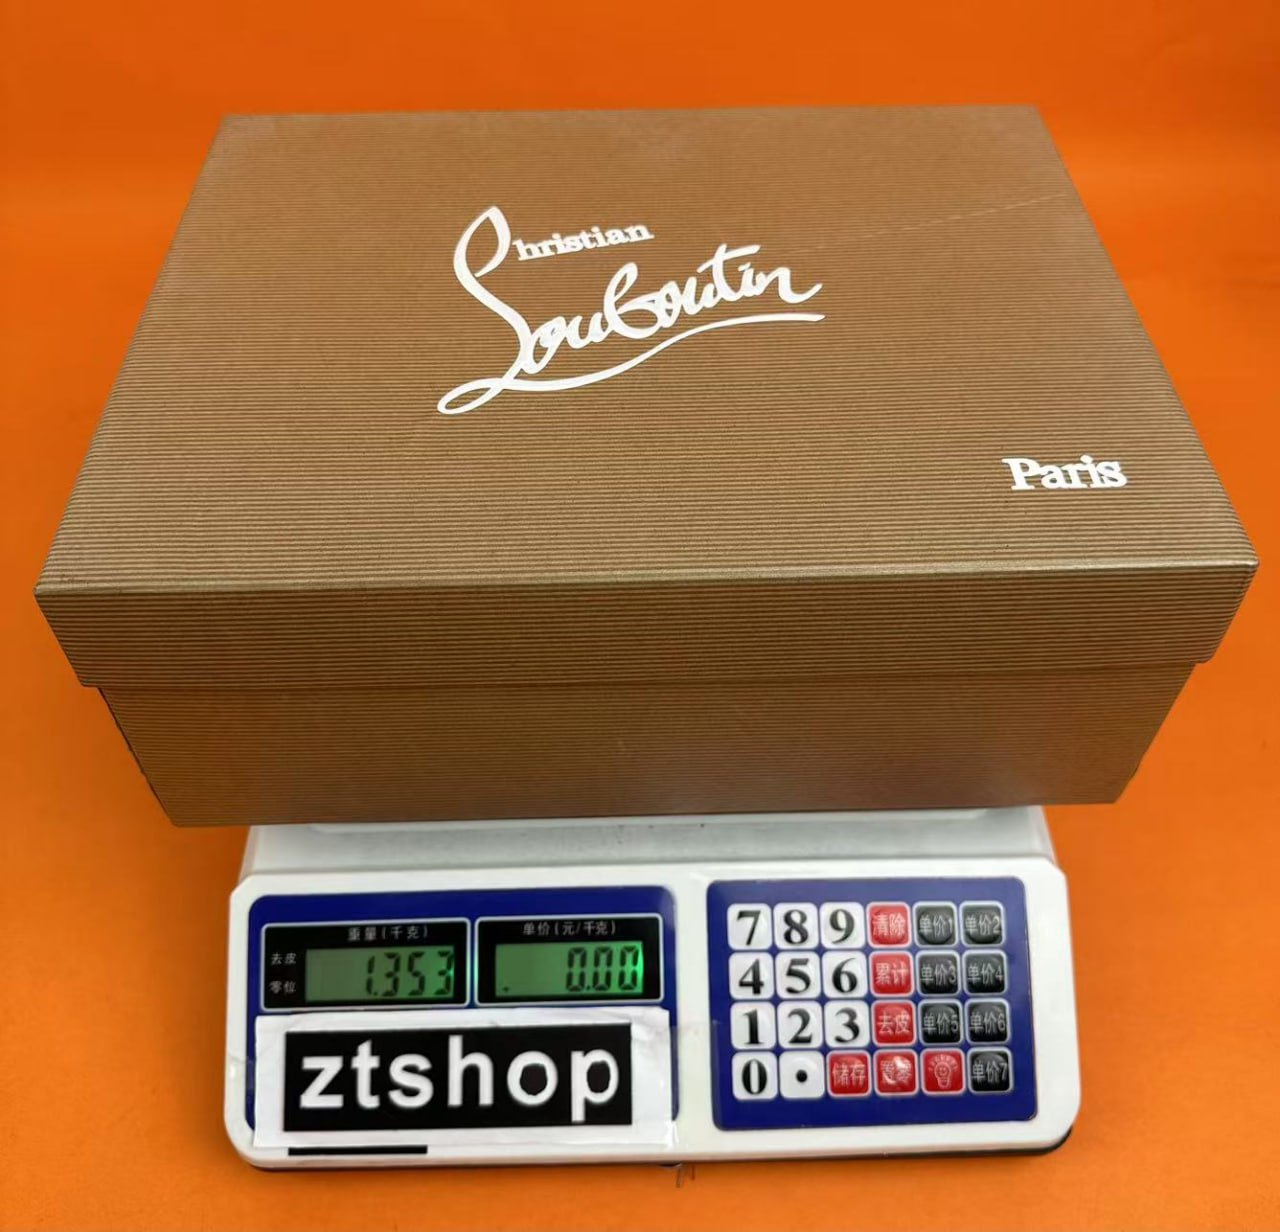 Christian
Louboutin
Paris
重量(千克)
单价(元/千克)
去皮
零位
1.353
0.00
ztshop
7 8 9 清除 单价1 单价2
4 5 6 累计 单价3 单价4
1 2 3 去皮 单价5 单价6
0 . 储存 置零 单价7